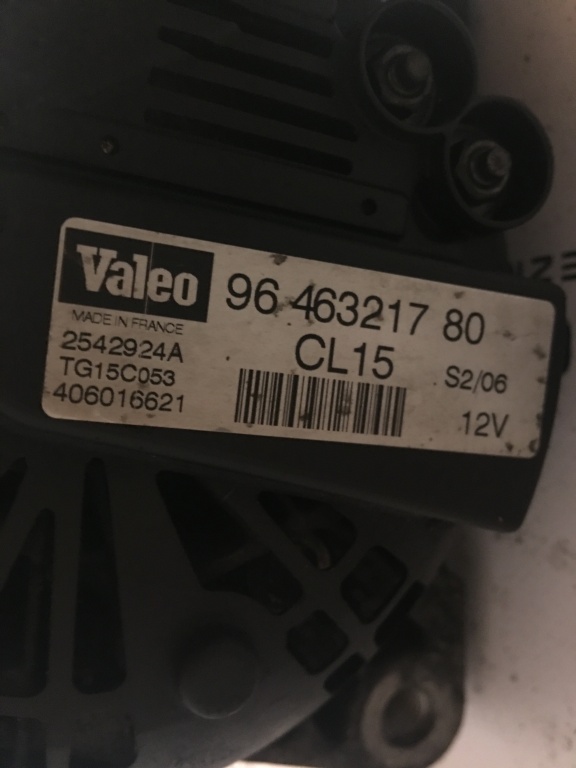 Valeo
MADE IN FRANCE
2542924A
TG15C053
406016621
96 463217 80
CL15
S2/06
12V